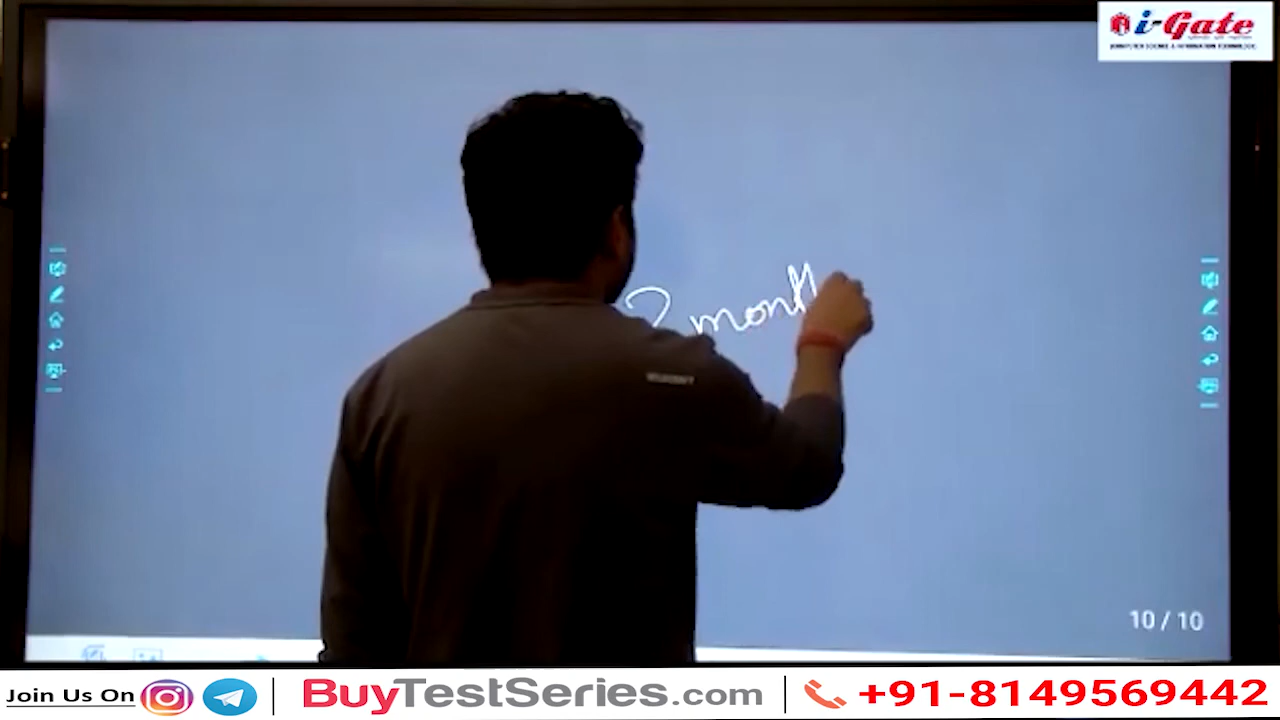 i-Gate
2 month
10 / 10
Join Us On
BuyTestSeries.com
+91-8149569442